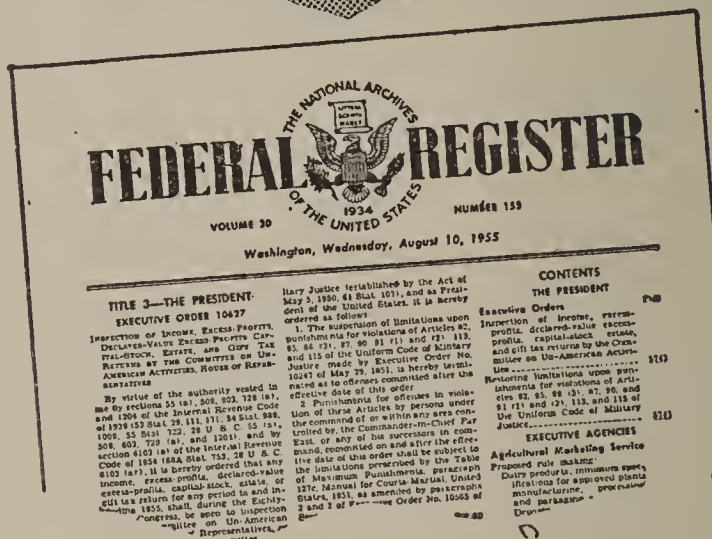 THE NATIONAL ARCHIVES
LITTERA
SCRIPTA
MANET
FEDERAL REGISTER
1934
OF THE UNITED STATES
VOLUME 20 NUMBER 155
Washington, Wednesday, August 10, 1955
TITLE 3—THE PRESIDENT
EXECUTIVE ORDER 10627
INSPECTION OF INCOME, EXCESS-PROFITS,
DECLARED-VALUE EXCESS-PROFITS, CAP-
ITAL-STOCK, ESTATE, AND GIFT TAX
RETURNS BY THE COMMITTEE ON UN-
AMERICAN ACTIVITIES, HOUSE OF REPRE-
SENTATIVES
By virtue of the authority vested in
me by sections 55 (a), 508, 603, 729 (a),
and 1204 of the Internal Revenue Code
of 1939 (53 Stat. 29, 111, 171, 54 Stat. 989,
1008, 55 Stat. 722, 26 U. S. C. 55 (a),
508, 603, 729 (a), and 1204), and by
section 6103 (a) of the Internal Revenue
Code of 1954 (68A Stat. 753, 26 U. S. C.
6103 (a)), it is hereby ordered that any
income, excess-profits, declared-value
excess-profits, capital-stock, estate, or
gift tax return for any period to and in-
1955, shall, during the Eighty-
Congress, be open to inspection
on Un-American
Representatives,
itary Justice (established by the Act of
May 5, 1950, 64 Stat. 107), and as Presi-
dent of the United States, it is hereby
ordered as follows
1. The suspension of limitations upon
punishments for violations of Articles 82,
85, 86 (3), 87, 90, 91 (1) and (2), 113,
and 115 of the Uniform Code of Military
Justice made by Executive Order No.
10247 of May 29, 1951, is hereby termi-
nated as to offenses committed after the
effective date of this order
2 Punishments for offenses in viola-
tion of these Articles by persons under
the command of or within any area con-
trolled by, the Commander-in-Chief Far
East, or any of his successors in com-
mand, committed on and after the effec-
tive date of this order shall be subject to
the limitations prescribed by the Table
of Maximum Punishments, paragraph
127c, Manual for Courts-Martial, United
States, 1951, as amended by paragraphs
2 and 2 of Order No. 10565 of
CONTENTS
THE PRESIDENT
Executive Orders Page
Inspection of income, excess-
profits, declared-value excess-
profits, capital-stock, estate,
and gift tax returns by the Com-
mittee on Un-American Activi-
ties
Restoring limitations upon pun-
ishments for violations of Arti-
cles 82, 85, 86 (3), 87, 90, and
91 (1) and (2), 113, and 115 of
the Uniform Code of Military
Justice
EXECUTIVE AGENCIES
Agricultural Marketing Service
Proposed rule making:
Dairy products, minimum speci-
fications for approved plants
manufacturing, processing
and packaging